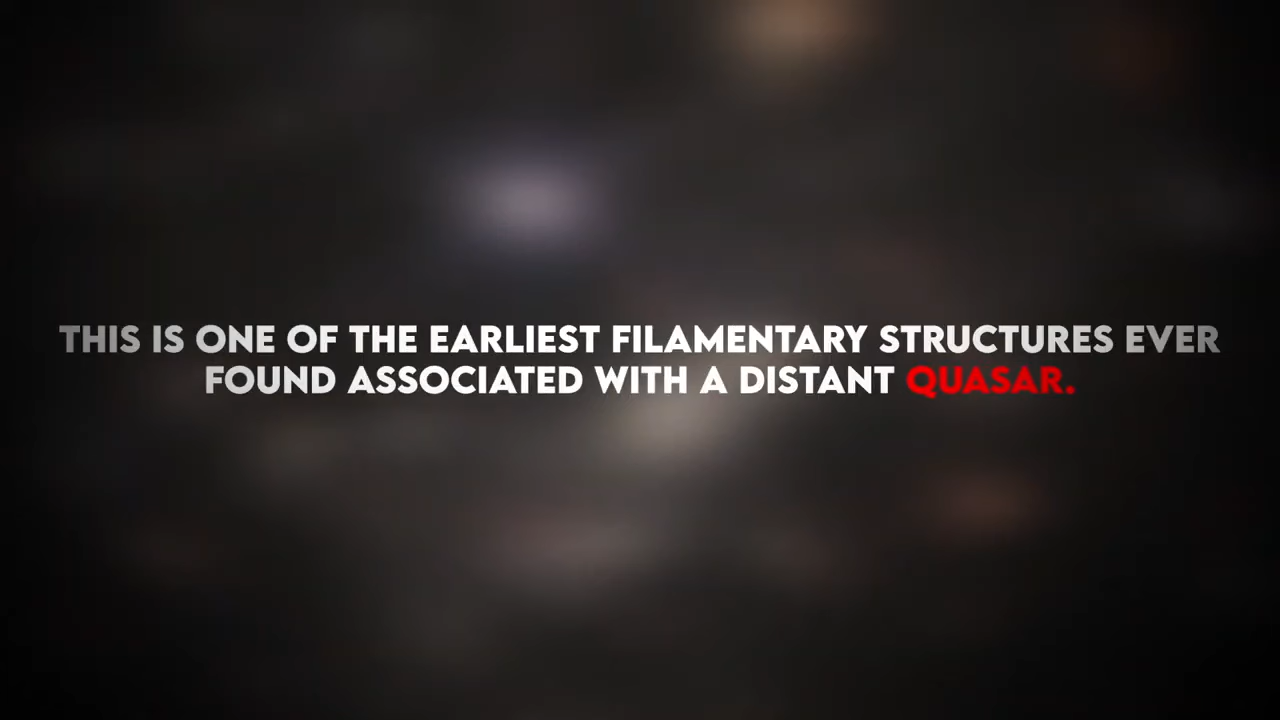 THIS IS ONE OF THE EARLIEST FILAMENTARY STRUCTURES EVER
FOUND ASSOCIATED WITH A DISTANT QUASAR.